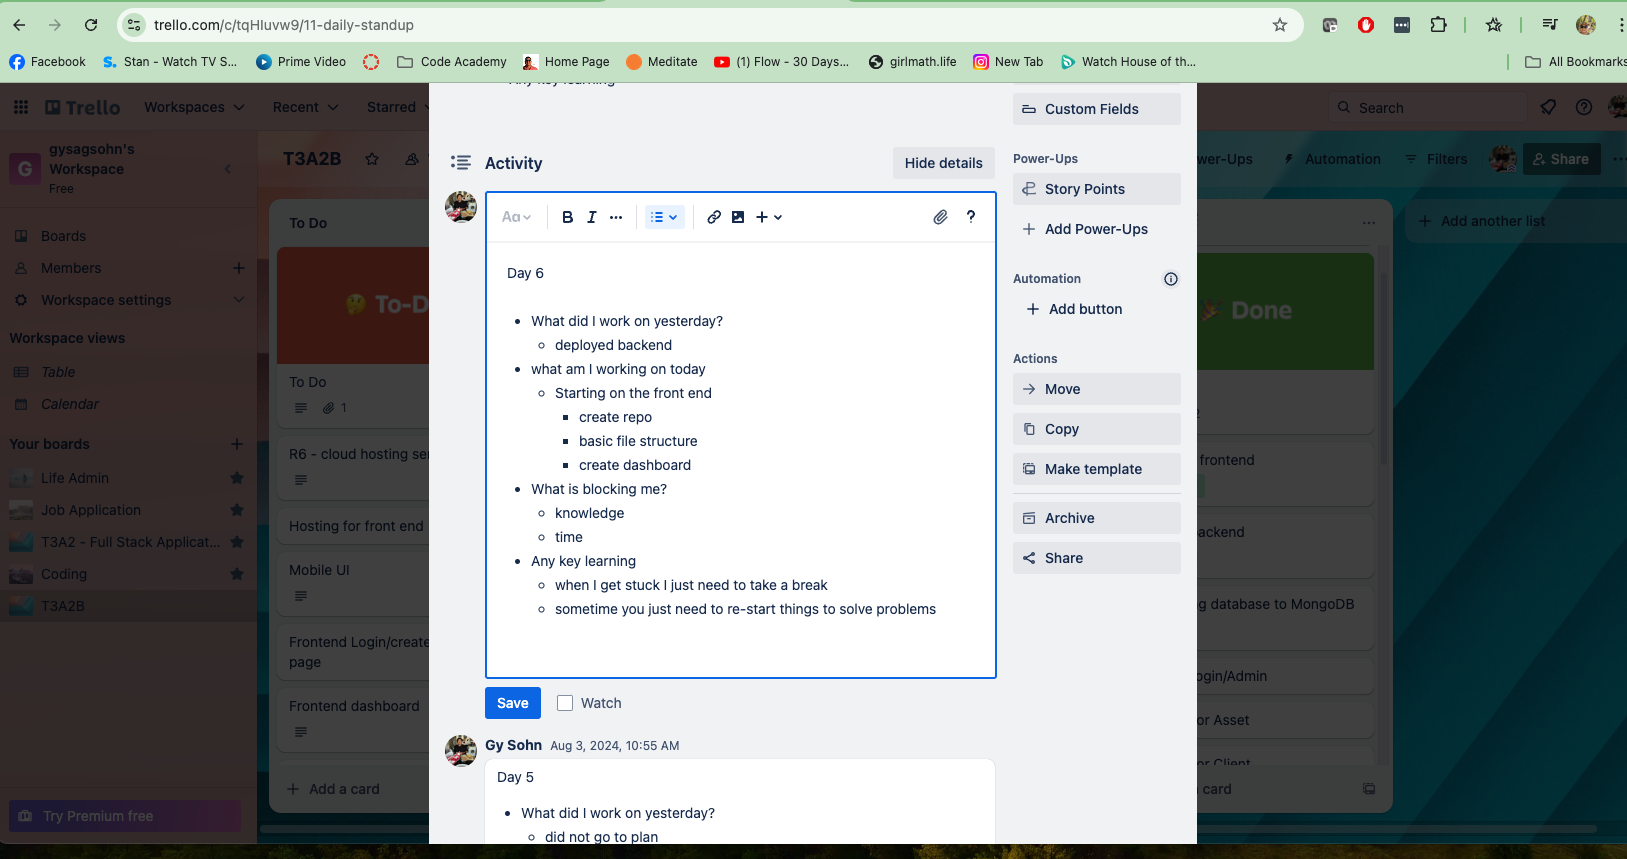 trello.com/c/tqHIuvw9/11-daily-standup
Facebook
Stan - Watch TV S...
Prime Video
Code Academy
Home Page
Meditate
(1) Flow - 30 Days...
girlmath.life
New Tab
Watch House of th...
All Bookmarks
Trello
Workspaces
Recent
Starred
Search
G
gysagsohn's
Workspace
Free
Boards
Members
Workspace settings
Workspace views
Table
Calendar
Your boards
Life Admin
Job Application
T3A2 - Full Stack Applicat...
Coding
T3A2B
Try Premium free
T3A2B
To Do
To-D
To Do
1
R6 - cloud hosting se
Hosting for front end
Mobile UI
Frontend Login/create
page
Frontend dashboard
Add a card
Any key learning
Activity
Hide details
Aa
B I ...
?
Day 6
What did I work on yesterday?
deployed backend
what am I working on today
Starting on the front end
create repo
basic file structure
create dashboard
What is blocking me?
knowledge
time
Any key learning
when I get stuck I just need to take a break
sometime you just need to re-start things to solve problems
Save
Watch
Gy Sohn Aug 3, 2024, 10:55 AM
Day 5
What did I work on yesterday?
did not go to plan
Custom Fields
Power-Ups
Story Points
Add Power-Ups
Automation
Add button
Actions
Move
Copy
Make template
Archive
Share
wer-Ups
Automation
Filters
Share
Add another list
Done
2
frontend
ackend
g database to MongoDB
ogin/Admin
or Asset
or Client
card